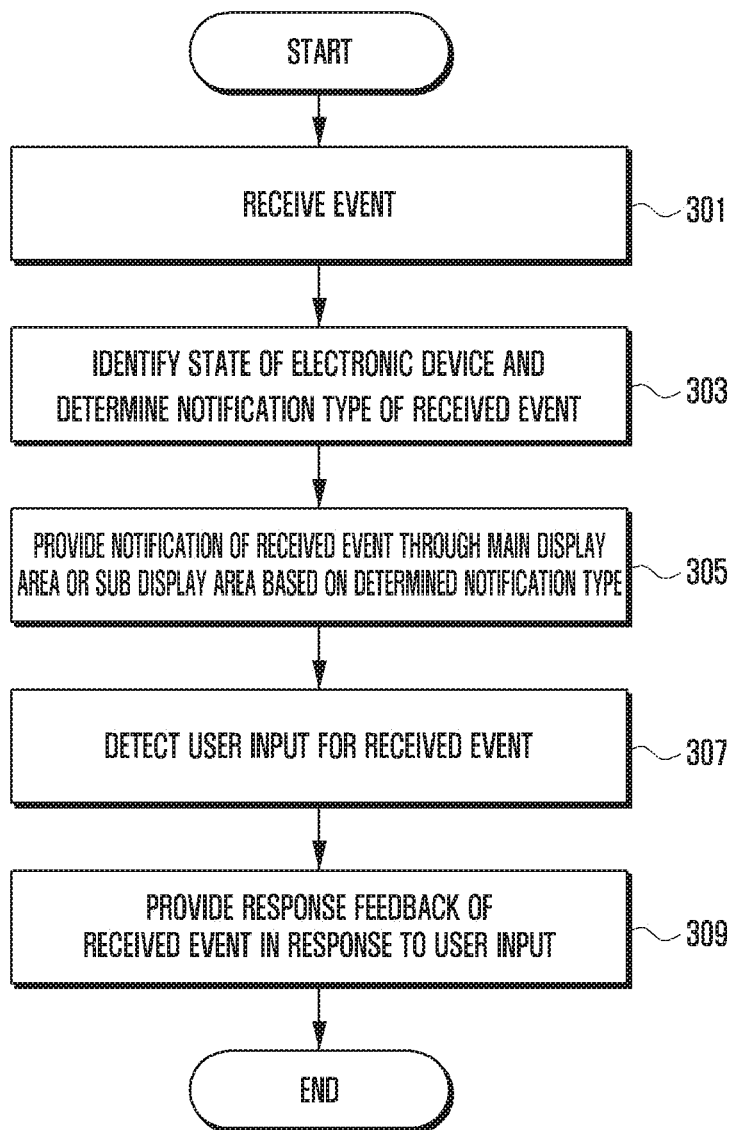 START
RECEIVE EVENT
301
IDENTIFY STATE OF ELECTRONIC DEVICE AND
DETERMINE NOTIFICATION TYPE OF RECEIVED EVENT
303
PROVIDE NOTIFICATION OF RECEIVED EVENT THROUGH MAIN DISPLAY
AREA OR SUB DISPLAY AREA BASED ON DETERMINED NOTIFICATION TYPE
305
DETECT USER INPUT FOR RECEIVED EVENT
307
PROVIDE RESPONSE FEEDBACK OF
RECEIVED EVENT IN RESPONSE TO USER INPUT
309
END